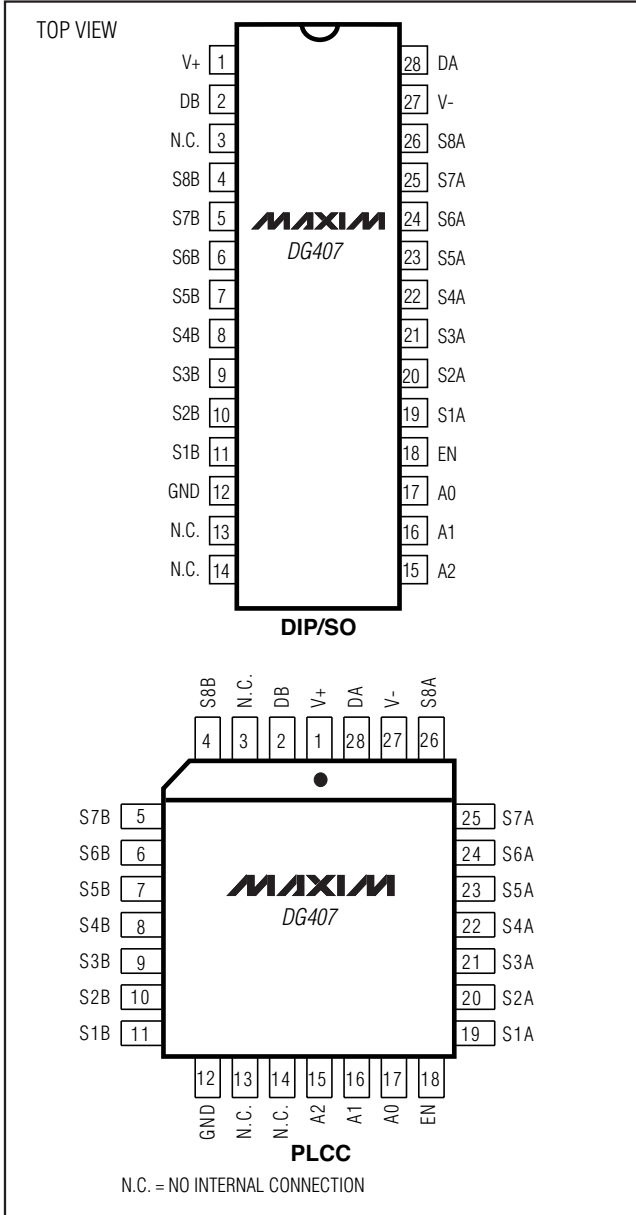 TOP VIEW
V+ 1 28 DA
DB 2 27 V-
N.C. 3 26 S8A
S8B 4 25 S7A
S7B 5 24 S6A
MAXIM
DG407
S6B 6 23 S5A
S5B 7 22 S4A
S4B 8 21 S3A
S3B 9 20 S2A
S2B 10 19 S1A
S1B 11 18 EN
GND 12 17 A0
N.C. 13 16 A1
N.C. 14 15 A2
DIP/SO
S8B N.C. DB V+ DA V- S8A
4 3 2 1 28 27 26
S7B 5 25 S7A
S6B 6 24 S6A
S5B 7 23 S5A
MAXIM
DG407
S4B 8 22 S4A
S3B 9 21 S3A
S2B 10 20 S2A
S1B 11 19 S1A
12 13 14 15 16 17 18
GND N.C. N.C. A2 A1 A0 EN
PLCC
N.C. = NO INTERNAL CONNECTION